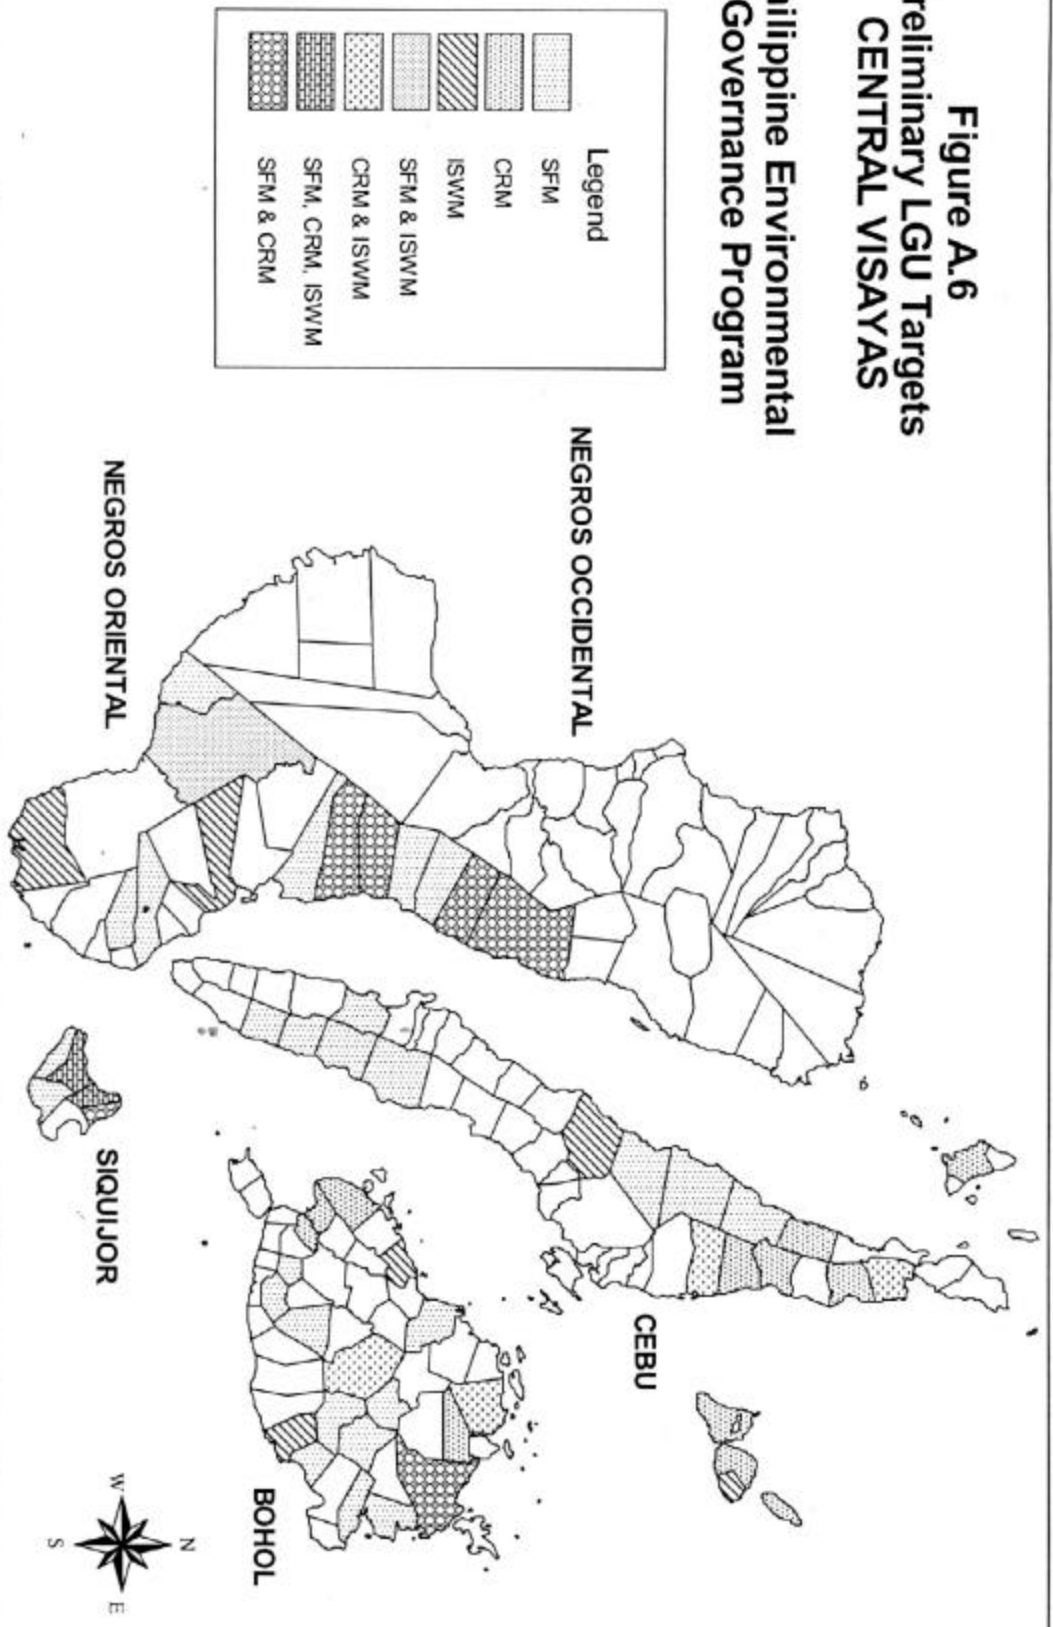 Figure A.6
reliminary LGU Targets
CENTRAL VISAYAS
ilippine Environmental
Governance Program
Legend
SFM
CRM
ISWM
SFM & ISWM
CRM & ISWM
SFM, CRM, ISWM
SFM & CRM
NEGROS OCCIDENTAL
NEGROS ORIENTAL
CEBU
SIQUIJOR
BOHOL
N
W
E
S